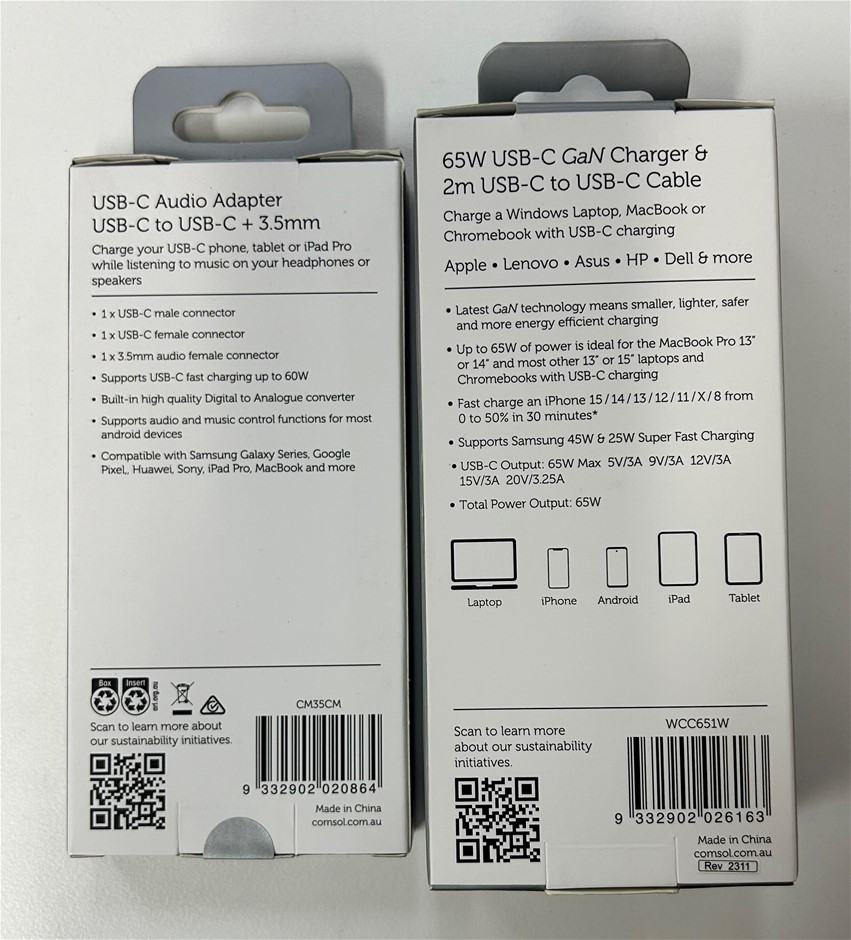 USB-C Audio Adapter
USB-C to USB-C + 3.5mm
Charge your USB-C phone, tablet or iPad Pro
while listening to music on your headphones or
speakers
• 1 x USB-C male connector
• 1 x USB-C female connector
• 1 x 3.5mm audio female connector
• Supports USB-C fast charging up to 60W
• Built-in high quality Digital to Analogue converter
• Supports audio and music control functions for most
android devices
• Compatible with Samsung Galaxy Series, Google
Pixel, Huawei, Sony, iPad Pro, MacBook and more
Box
Insert
arl.org.au
Scan to learn more about
our sustainability initiatives.
CM35CM
9 332902 020864
Made in China
comsol.com.au
65W USB-C GaN Charger &
2m USB-C to USB-C Cable
Charge a Windows Laptop, MacBook or
Chromebook with USB-C charging
Apple • Lenovo • Asus • HP • Dell & more
• Latest GaN technology means smaller, lighter, safer
and more energy efficient charging
• Up to 65W of power is ideal for the MacBook Pro 13"
or 14" and most other 13" or 15" laptops and
Chromebooks with USB-C charging
• Fast charge an iPhone 15 / 14 / 13 / 12 / 11 / X / 8 from
0 to 50% in 30 minutes*
• Supports Samsung 45W & 25W Super Fast Charging
• USB-C Output: 65W Max 5V/3A 9V/3A 12V/3A
15V/3A 20V/3.25A
• Total Power Output: 65W
Laptop
iPhone
Android
iPad
Tablet
Scan to learn more
about our sustainability
initiatives.
WCC651W
9 332902 026163
Made in China
comsol.com.au
Rev 2311